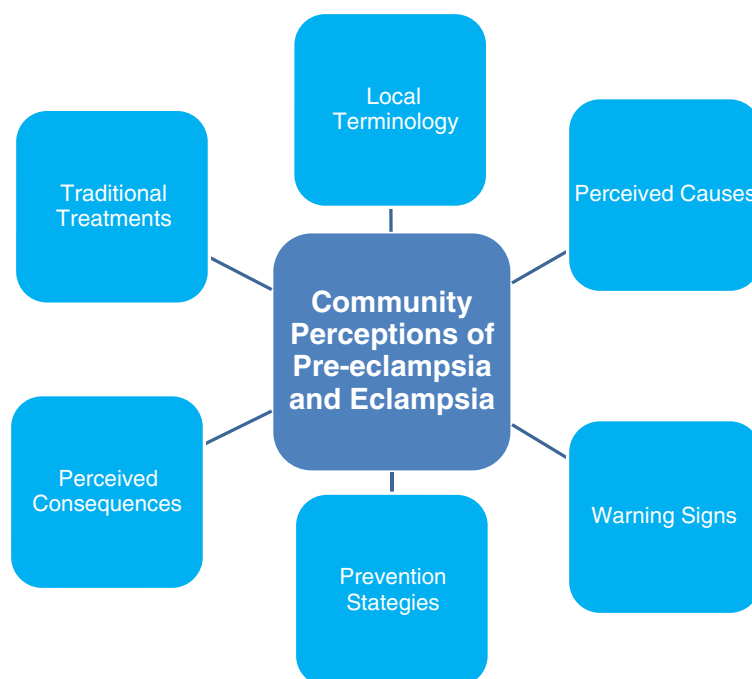 Local
Terminology
Traditional
Treatments
Perceived Causes
Community
Perceptions of
Pre-eclampsia
and Eclampsia
Perceived
Consequences
Warning Signs
Prevention
Stategies